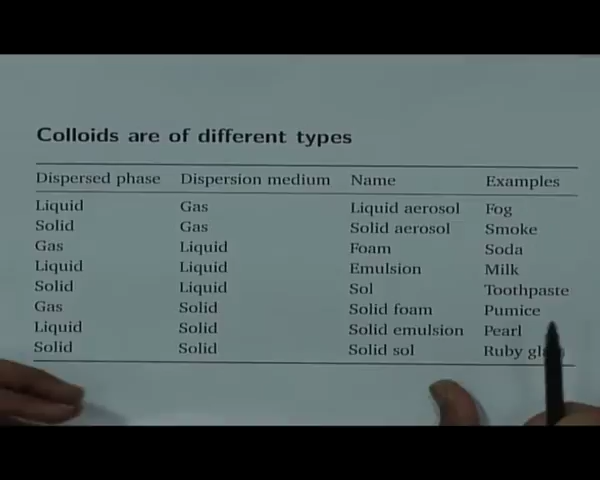 Colloids are of different types
Dispersed phase Dispersion medium Name Examples
Liquid Gas Liquid aerosol Fog
Solid Gas Solid aerosol Smoke
Gas Liquid Foam Soda
Liquid Liquid Emulsion Milk
Solid Liquid Sol Toothpaste
Gas Solid Solid foam Pumice
Liquid Solid Solid emulsion Pearl
Solid Solid Solid sol Ruby